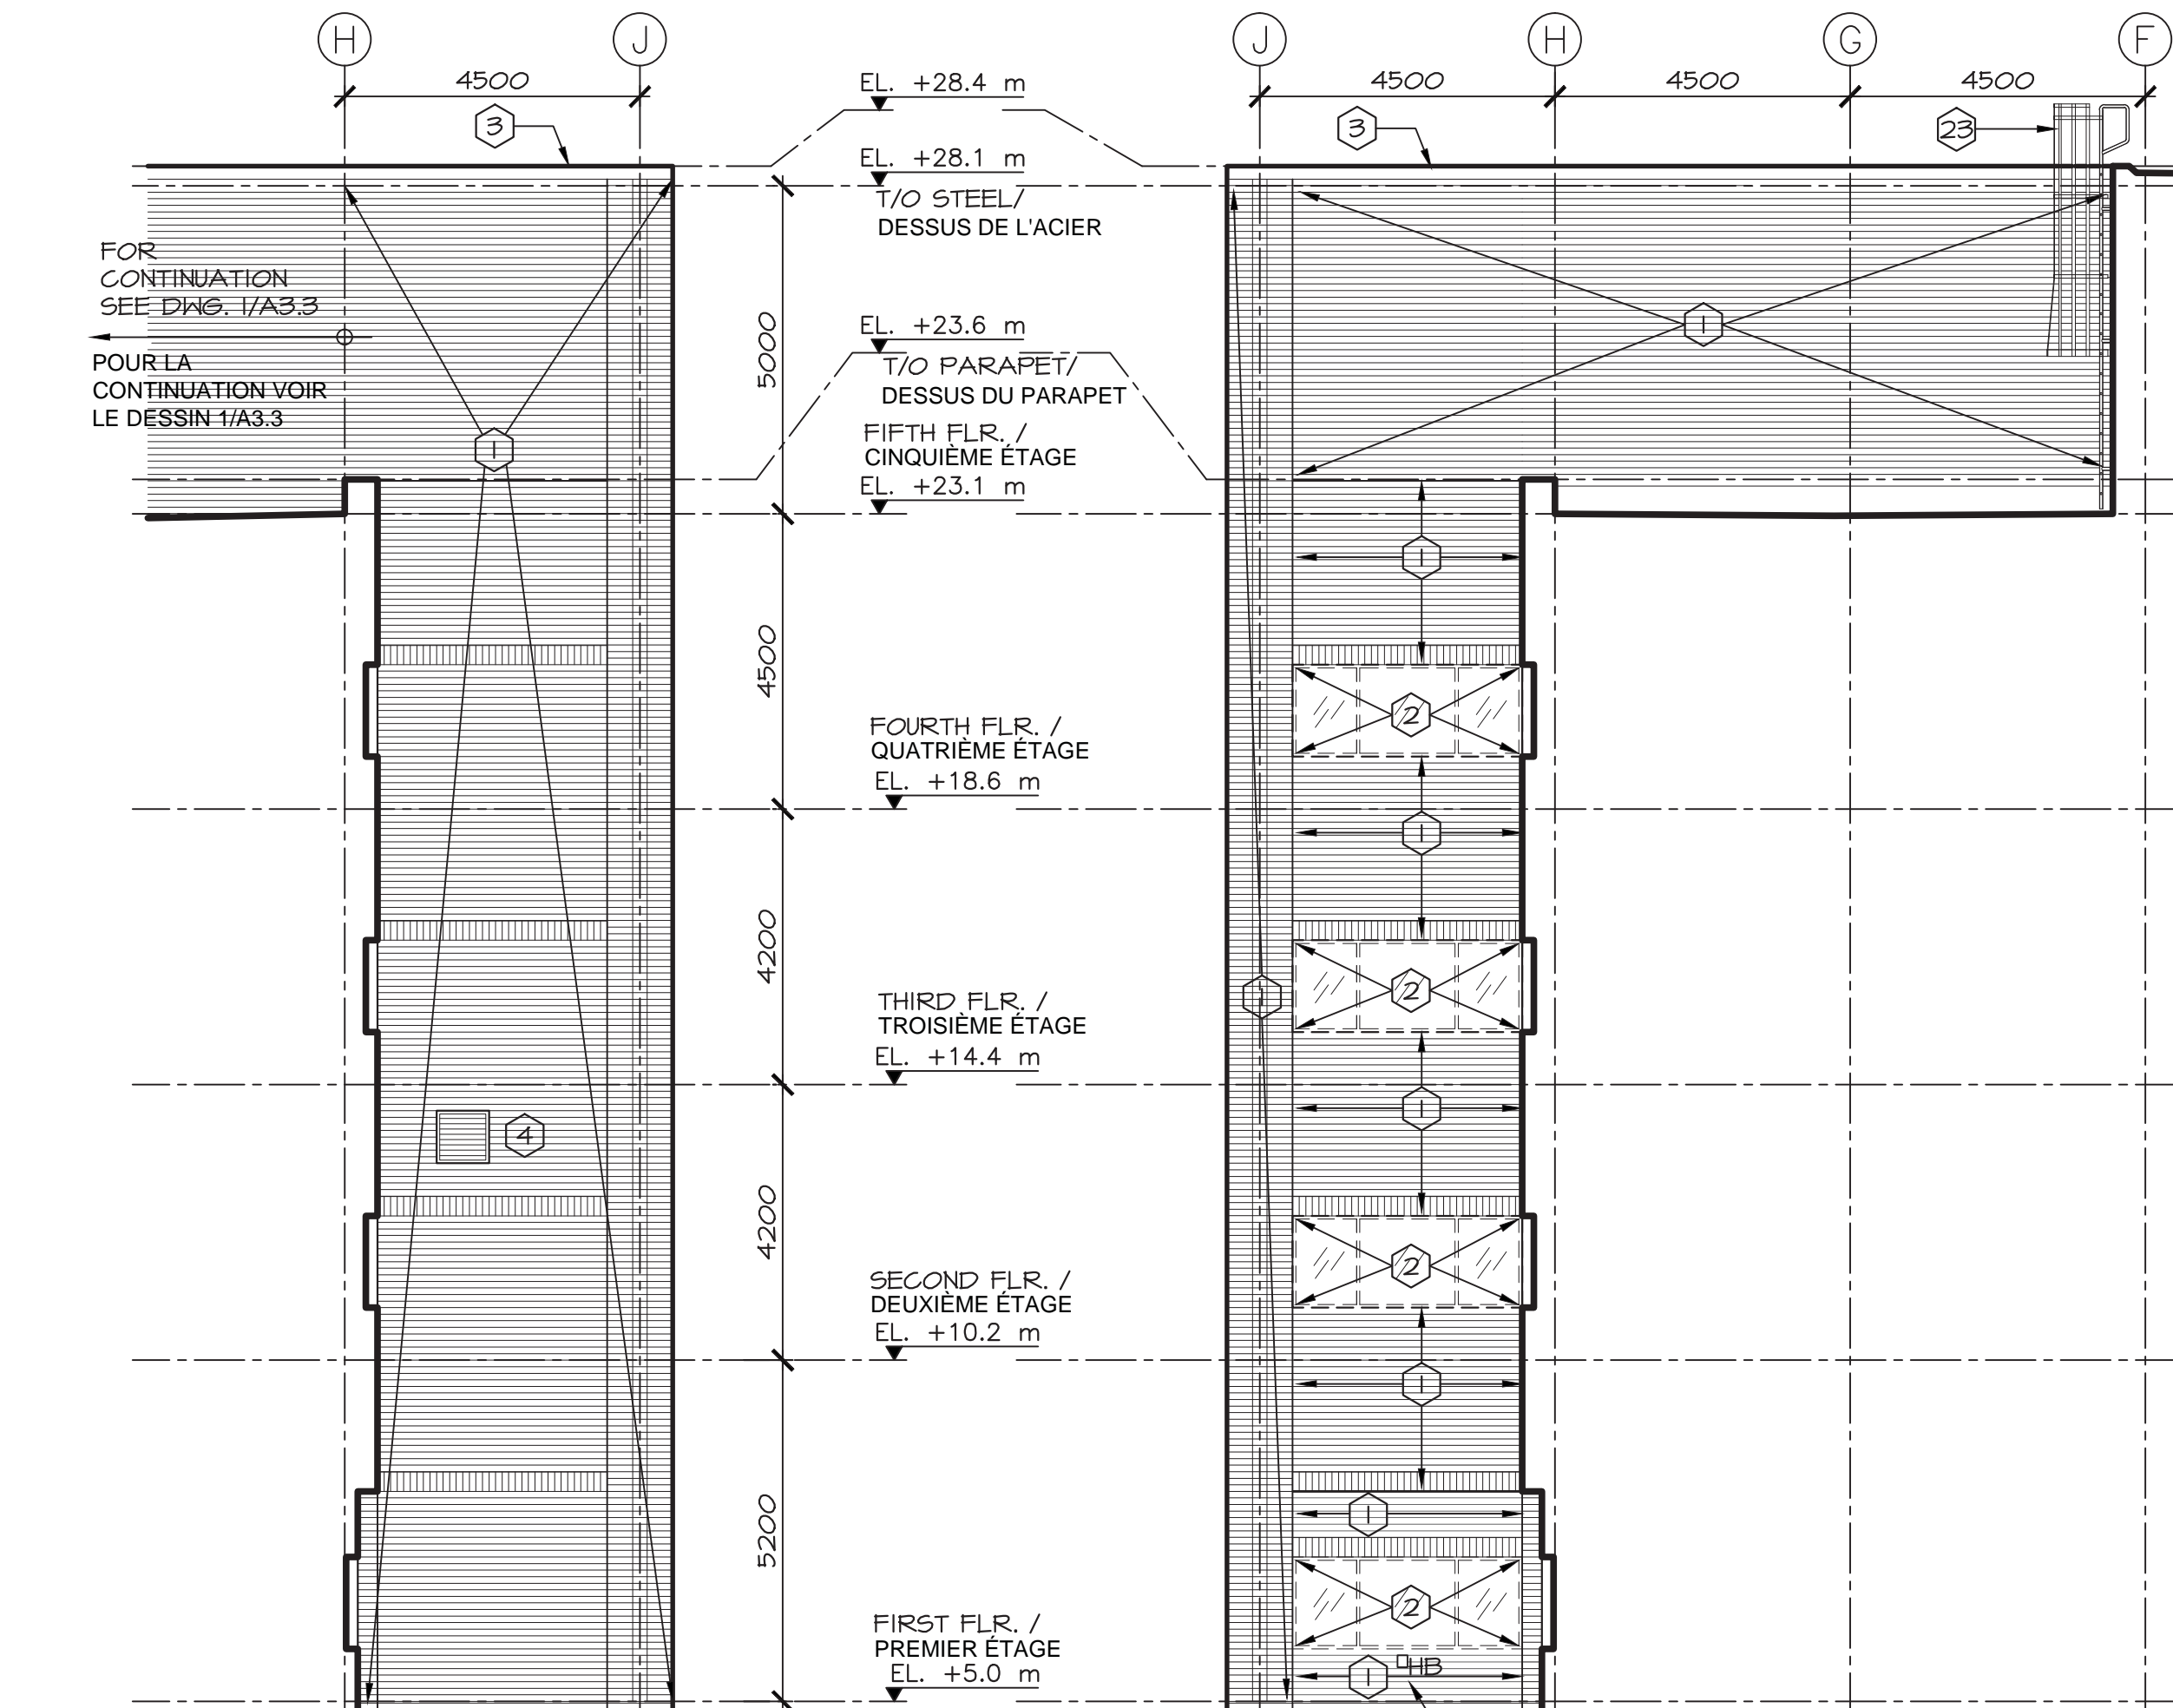 H
J
J
H
G
F
4500
4500
4500
4500
EL. +28.4 m
3
3
23
EL. +28.1 m
T/O STEEL/
DESSUS DE L'ACIER
FOR
CONTINUATION
SEE DWG. 1/A3.3
POUR LA
CONTINUATION VOIR
LE DESSIN 1/A3.3
5000
EL. +23.6 m
T/O PARAPET/
DESSUS DU PARAPET
1
1
FIFTH FLR. /
CINQUIÈME ÉTAGE
EL. +23.1 m
1
4500
2
FOURTH FLR. /
QUATRIÈME ÉTAGE
EL. +18.6 m
1
4200
1
2
THIRD FLR. /
TROISIÈME ÉTAGE
EL. +14.4 m
4
1
4200
2
SECOND FLR. /
DEUXIÈME ÉTAGE
EL. +10.2 m
1
5200
1
2
FIRST FLR. /
PREMIER ÉTAGE
EL. +5.0 m
1
HB